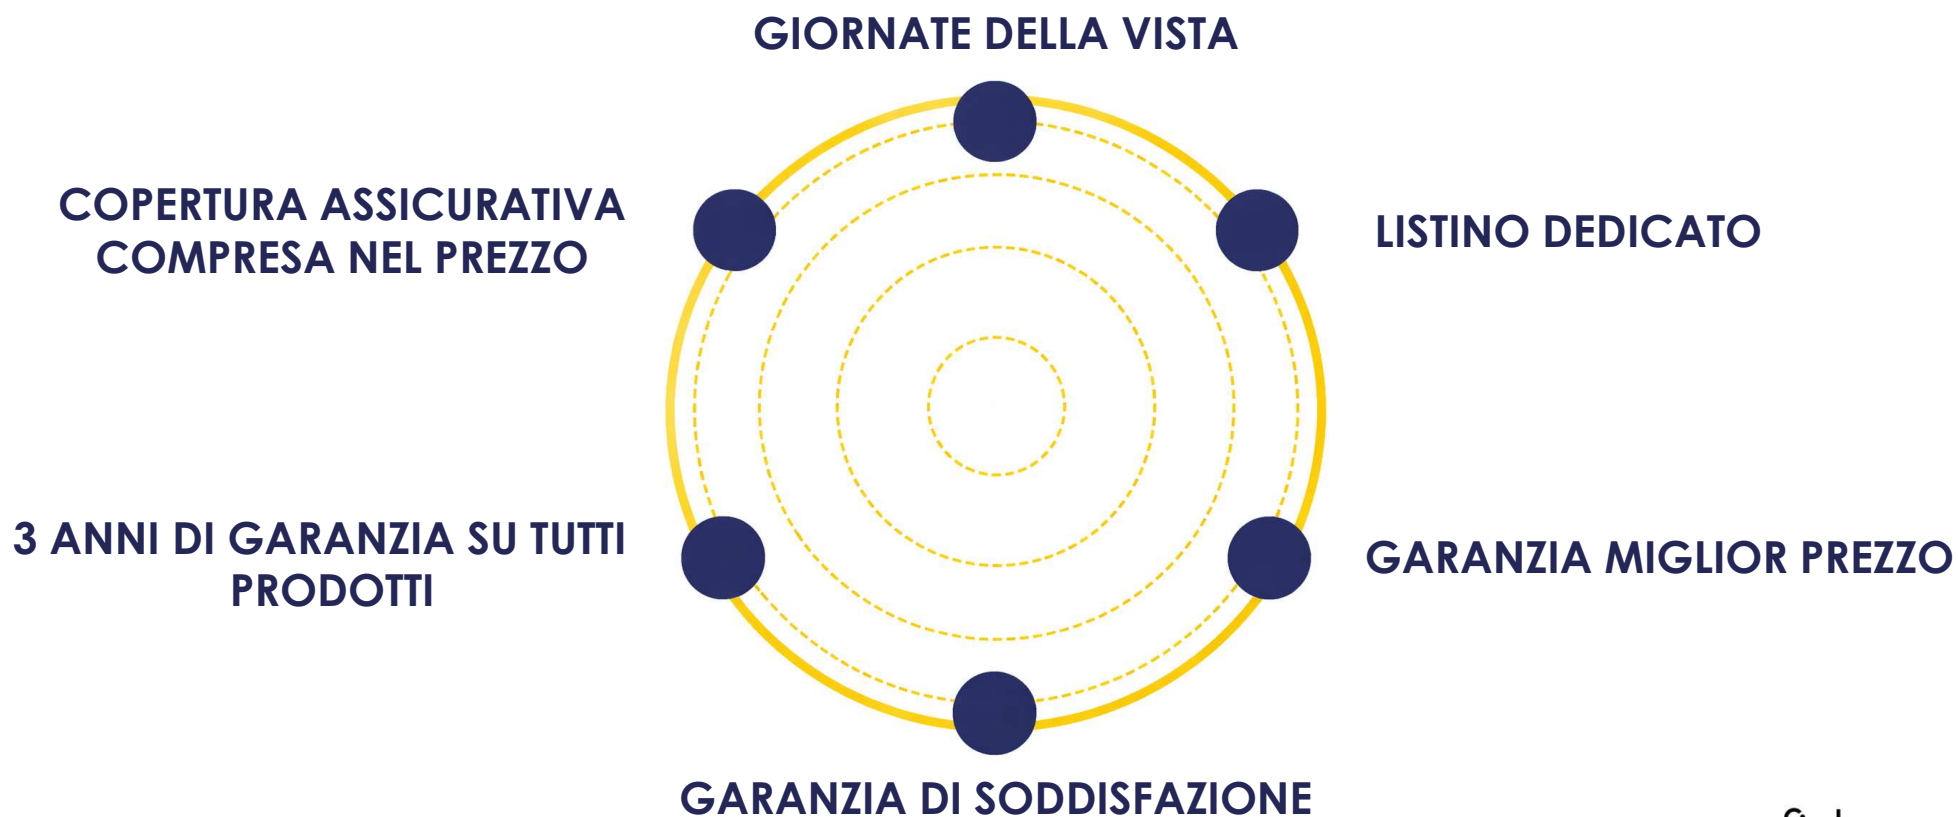 GIORNATE DELLA VISTA
COPERTURA ASSICURATIVA
COMPRESA NEL PREZZO
LISTINO DEDICATO
3 ANNI DI GARANZIA SU TUTTI
PRODOTTI
GARANZIA MIGLIOR PREZZO
GARANZIA DI SODDISFAZIONE